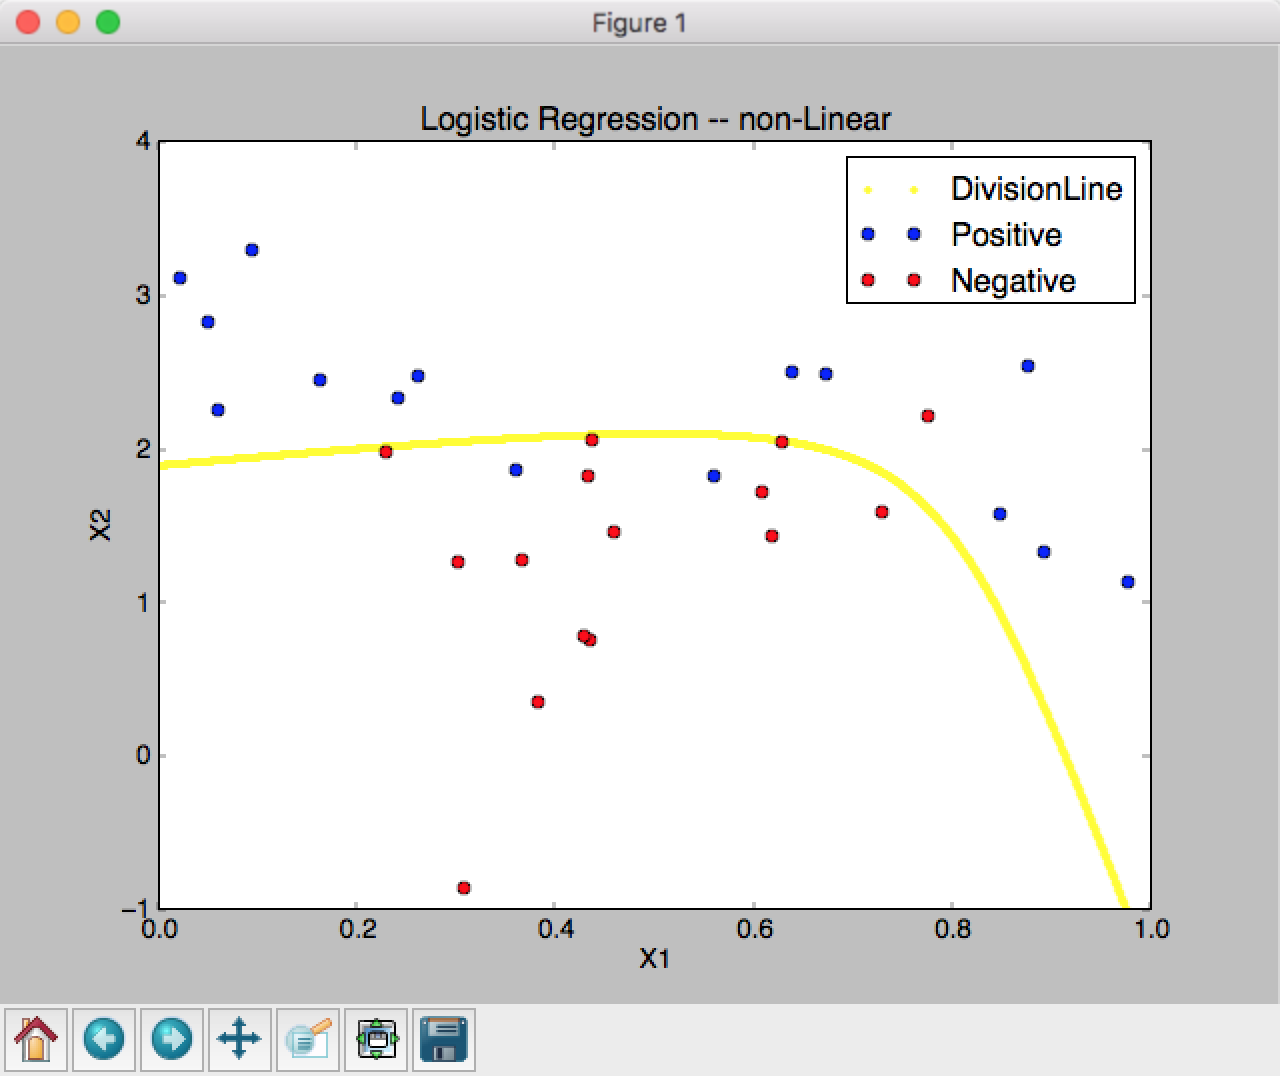 Figure 1
Logistic Regression -- non-Linear
DivisionLine
Positive
Negative
4
3
2
1
0
−1
X2
0.0 0.2 0.4 0.6 0.8 1.0
X1